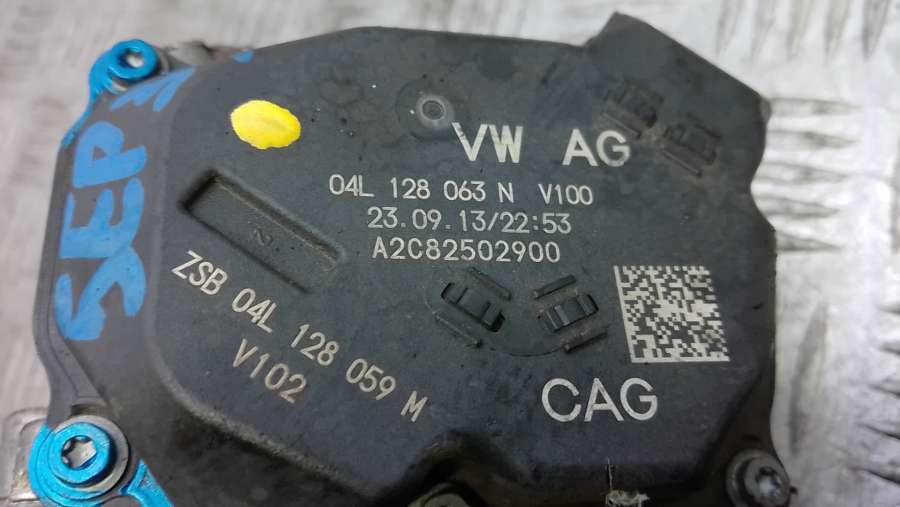 VW AG
04L 128 063 N V100
23.09.13/22:53
A2C82502900
ZSB 04L 128 059 M
V102
CAG
SEP